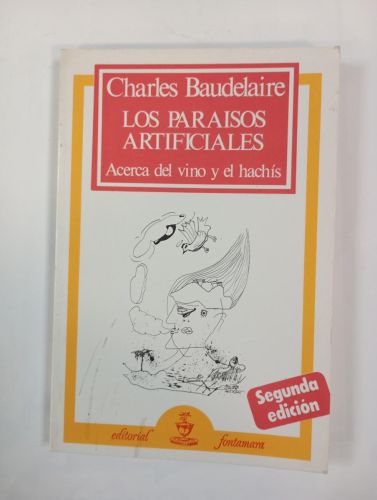 Charles Baudelaire
LOS PARAISOS
ARTIFICIALES
Acerca del vino y el hachís
Segunda
edición
editorial fontamara